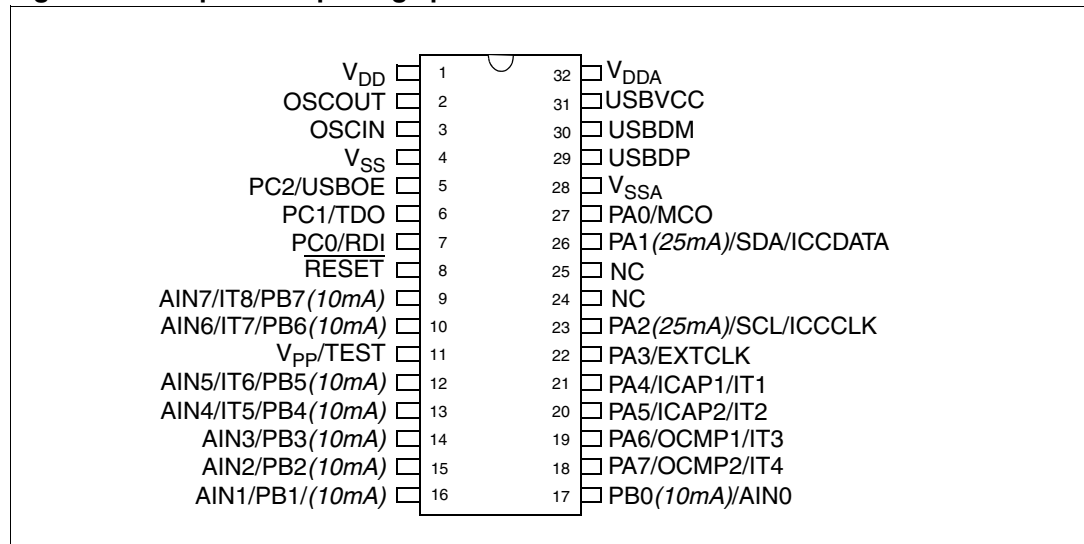 V_DD 1 32 V_DDA
OSCOUT 2 31 USBVCC
OSCIN 3 30 USBDM
V_SS 4 29 USBDP
PC2/USBOE 5 28 V_SSA
PC1/TDO 6 27 PA0/MCO
PC0/RDI 7 26 PA1(25mA)/SDA/ICCDATA
RESET 8 25 NC
AIN7/IT8/PB7(10mA) 9 24 NC
AIN6/IT7/PB6(10mA) 10 23 PA2(25mA)/SCL/ICCCLK
V_PP/TEST 11 22 PA3/EXTCLK
AIN5/IT6/PB5(10mA) 12 21 PA4/ICAP1/IT1
AIN4/IT5/PB4(10mA) 13 20 PA5/ICAP2/IT2
AIN3/PB3(10mA) 14 19 PA6/OCMP1/IT3
AIN2/PB2(10mA) 15 18 PA7/OCMP2/IT4
AIN1/PB1/(10mA) 16 17 PB0(10mA)/AIN0